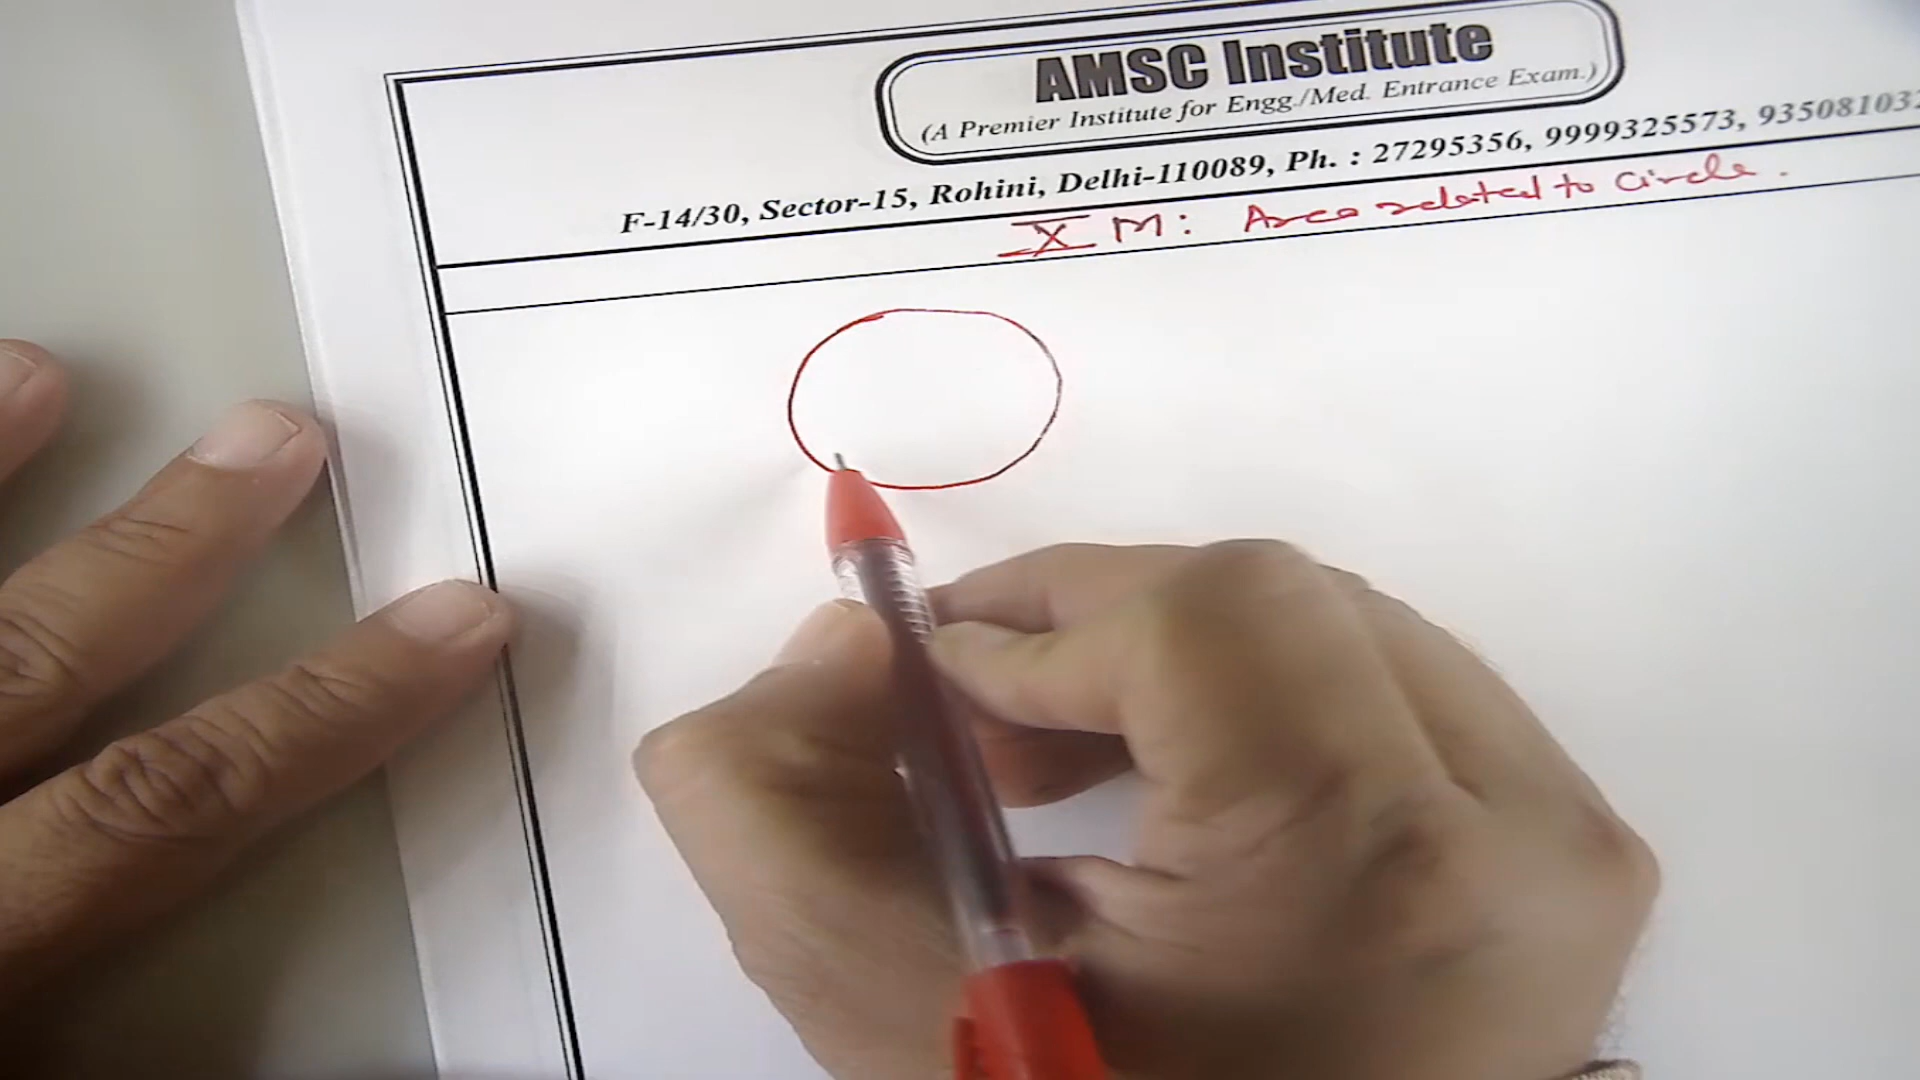 AMSC Institute
(A Premier Institute for Engg./Med. Entrance Exam.)
F-14/30, Sector-15, Rohini, Delhi-110089, Ph. : 27295356, 9999325573, 935081032
X M: Area related to Circle.